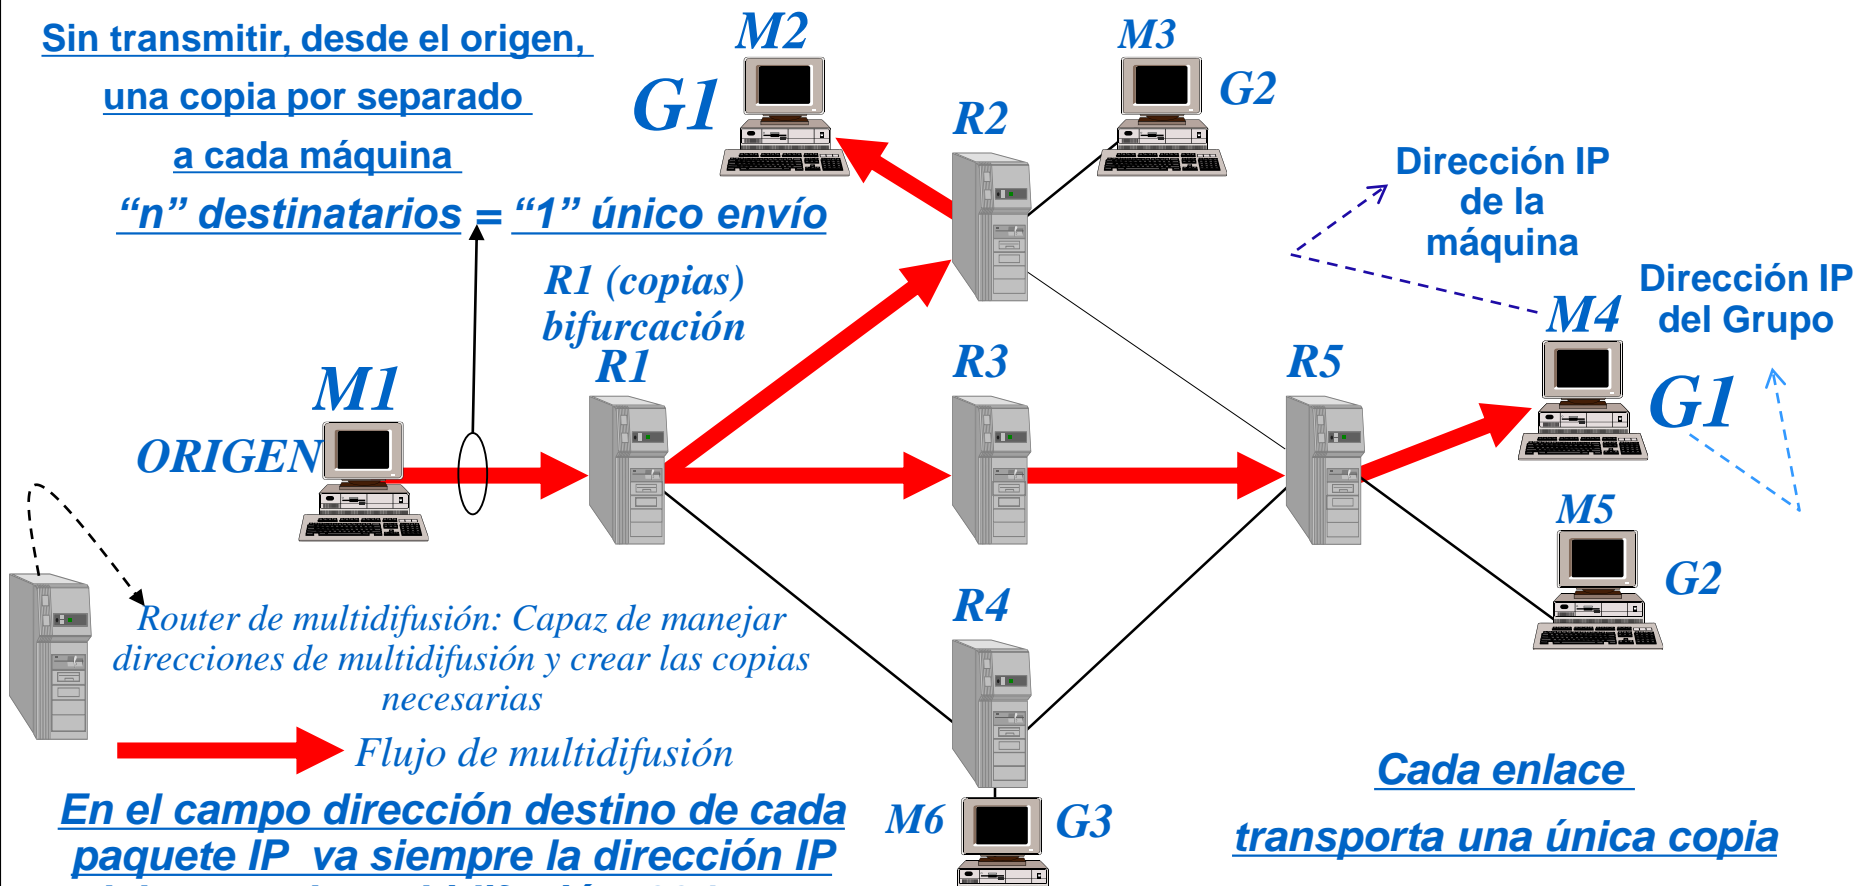 Sin transmitir, desde el origen,
una copia por separado
a cada máquina
“n” destinatarios = “1” único envío
M2
G1
M3
G2
R2
Dirección IP
de la
máquina
Dirección IP
del Grupo
R1 (copias)
bifurcación
R1
M1
ORIGEN
R3
R5
M4
G1
M5
G2
R4
Router de multidifusión: Capaz de manejar
direcciones de multidifusión y crear las copias
necesarias
Flujo de multidifusión
En el campo dirección destino de cada
paquete IP va siempre la dirección IP
M6
G3
Cada enlace
transporta una única copia